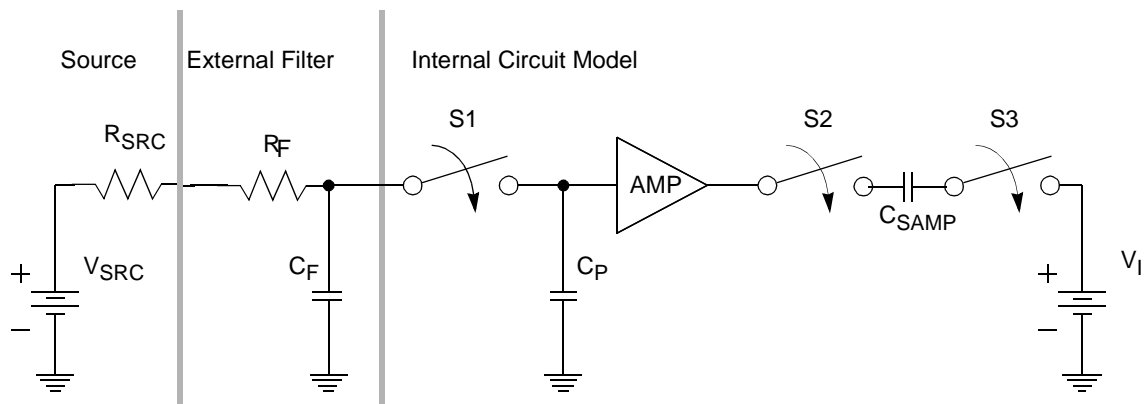 Source
External Filter
Internal Circuit Model
S1
S2
S3
RSRC
RF
AMP
CSAMP
+
VSRC
−
CF
CP
+
VI
−